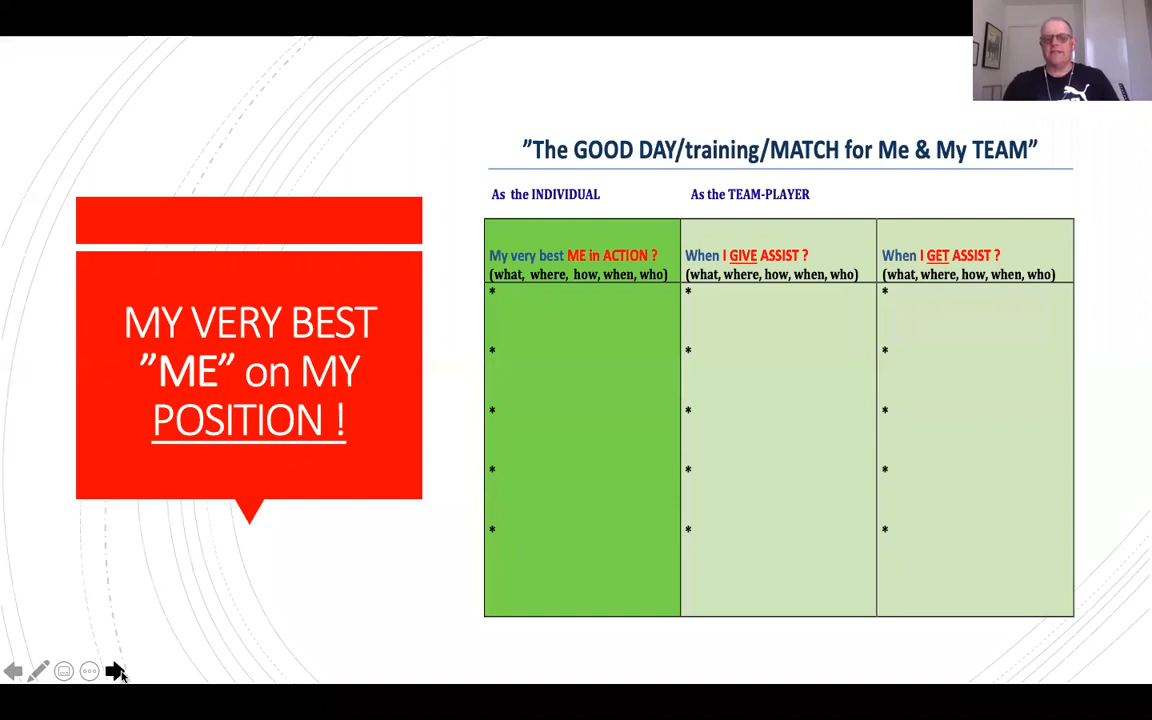 "The GOOD DAY/training/MATCH for Me & My TEAM"
As the INDIVIDUAL
As the TEAM-PLAYER
MY VERY BEST
"ME" on MY
POSITION !
My very best ME in ACTION ?
(what, where, how, when, who)
*
*
*
*
*
When I GIVE ASSIST ?
(what, where, how, when, who)
*
*
*
*
*
When I GET ASSIST ?
(what, where, how, when, who)
*
*
*
*
*